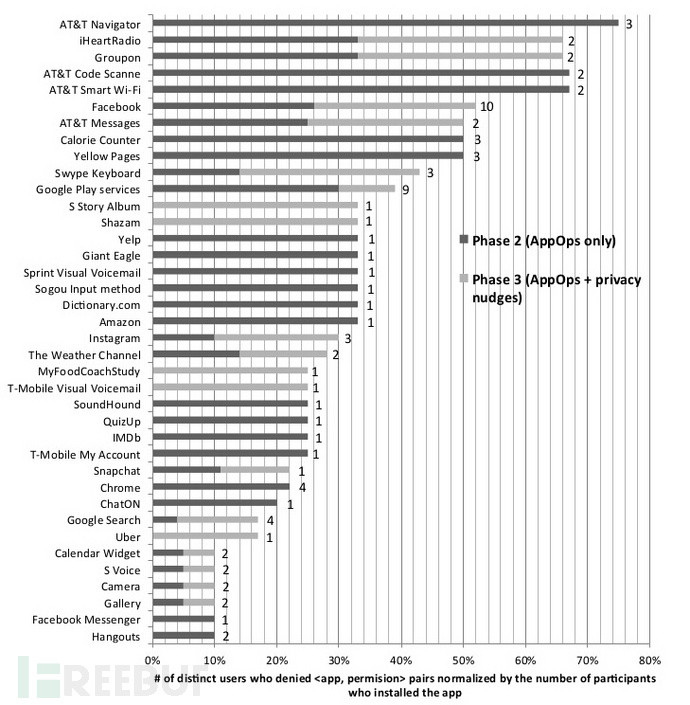 AT&T Navigator 3
iHeartRadio 2
Groupon 2
AT&T Code Scanne 2
AT&T Smart Wi-Fi 2
Facebook 10
AT&T Messages 2
Calorie Counter 3
Yellow Pages 3
Swype Keyboard 3
Google Play services 9
S Story Album 1
Shazam 1
Yelp 1
Giant Eagle 1
Sprint Visual Voicemail 1
Sogou Input method 1
Dictionary.com 1
Amazon 1
Instagram 3
The Weather Channel 2
MyFoodCoachStudy 1
T-Mobile Visual Voicemail 1
SoundHound 1
QuizUp 1
IMDb 1
T-Mobile My Account 1
Snapchat 1
Chrome 4
ChatON 1
Google Search 4
Uber 1
Calendar Widget 2
S Voice 2
Camera 2
Gallery 2
Facebook Messenger 1
Hangouts 2
Phase 2 (AppOps only)
Phase 3 (AppOps + privacy
nudges)
0% 10% 20% 30% 40% 50% 60% 70% 80%
# of distinct users who denied <app, permision> pairs normalized by the number of participants
who installed the app
FREEBUF